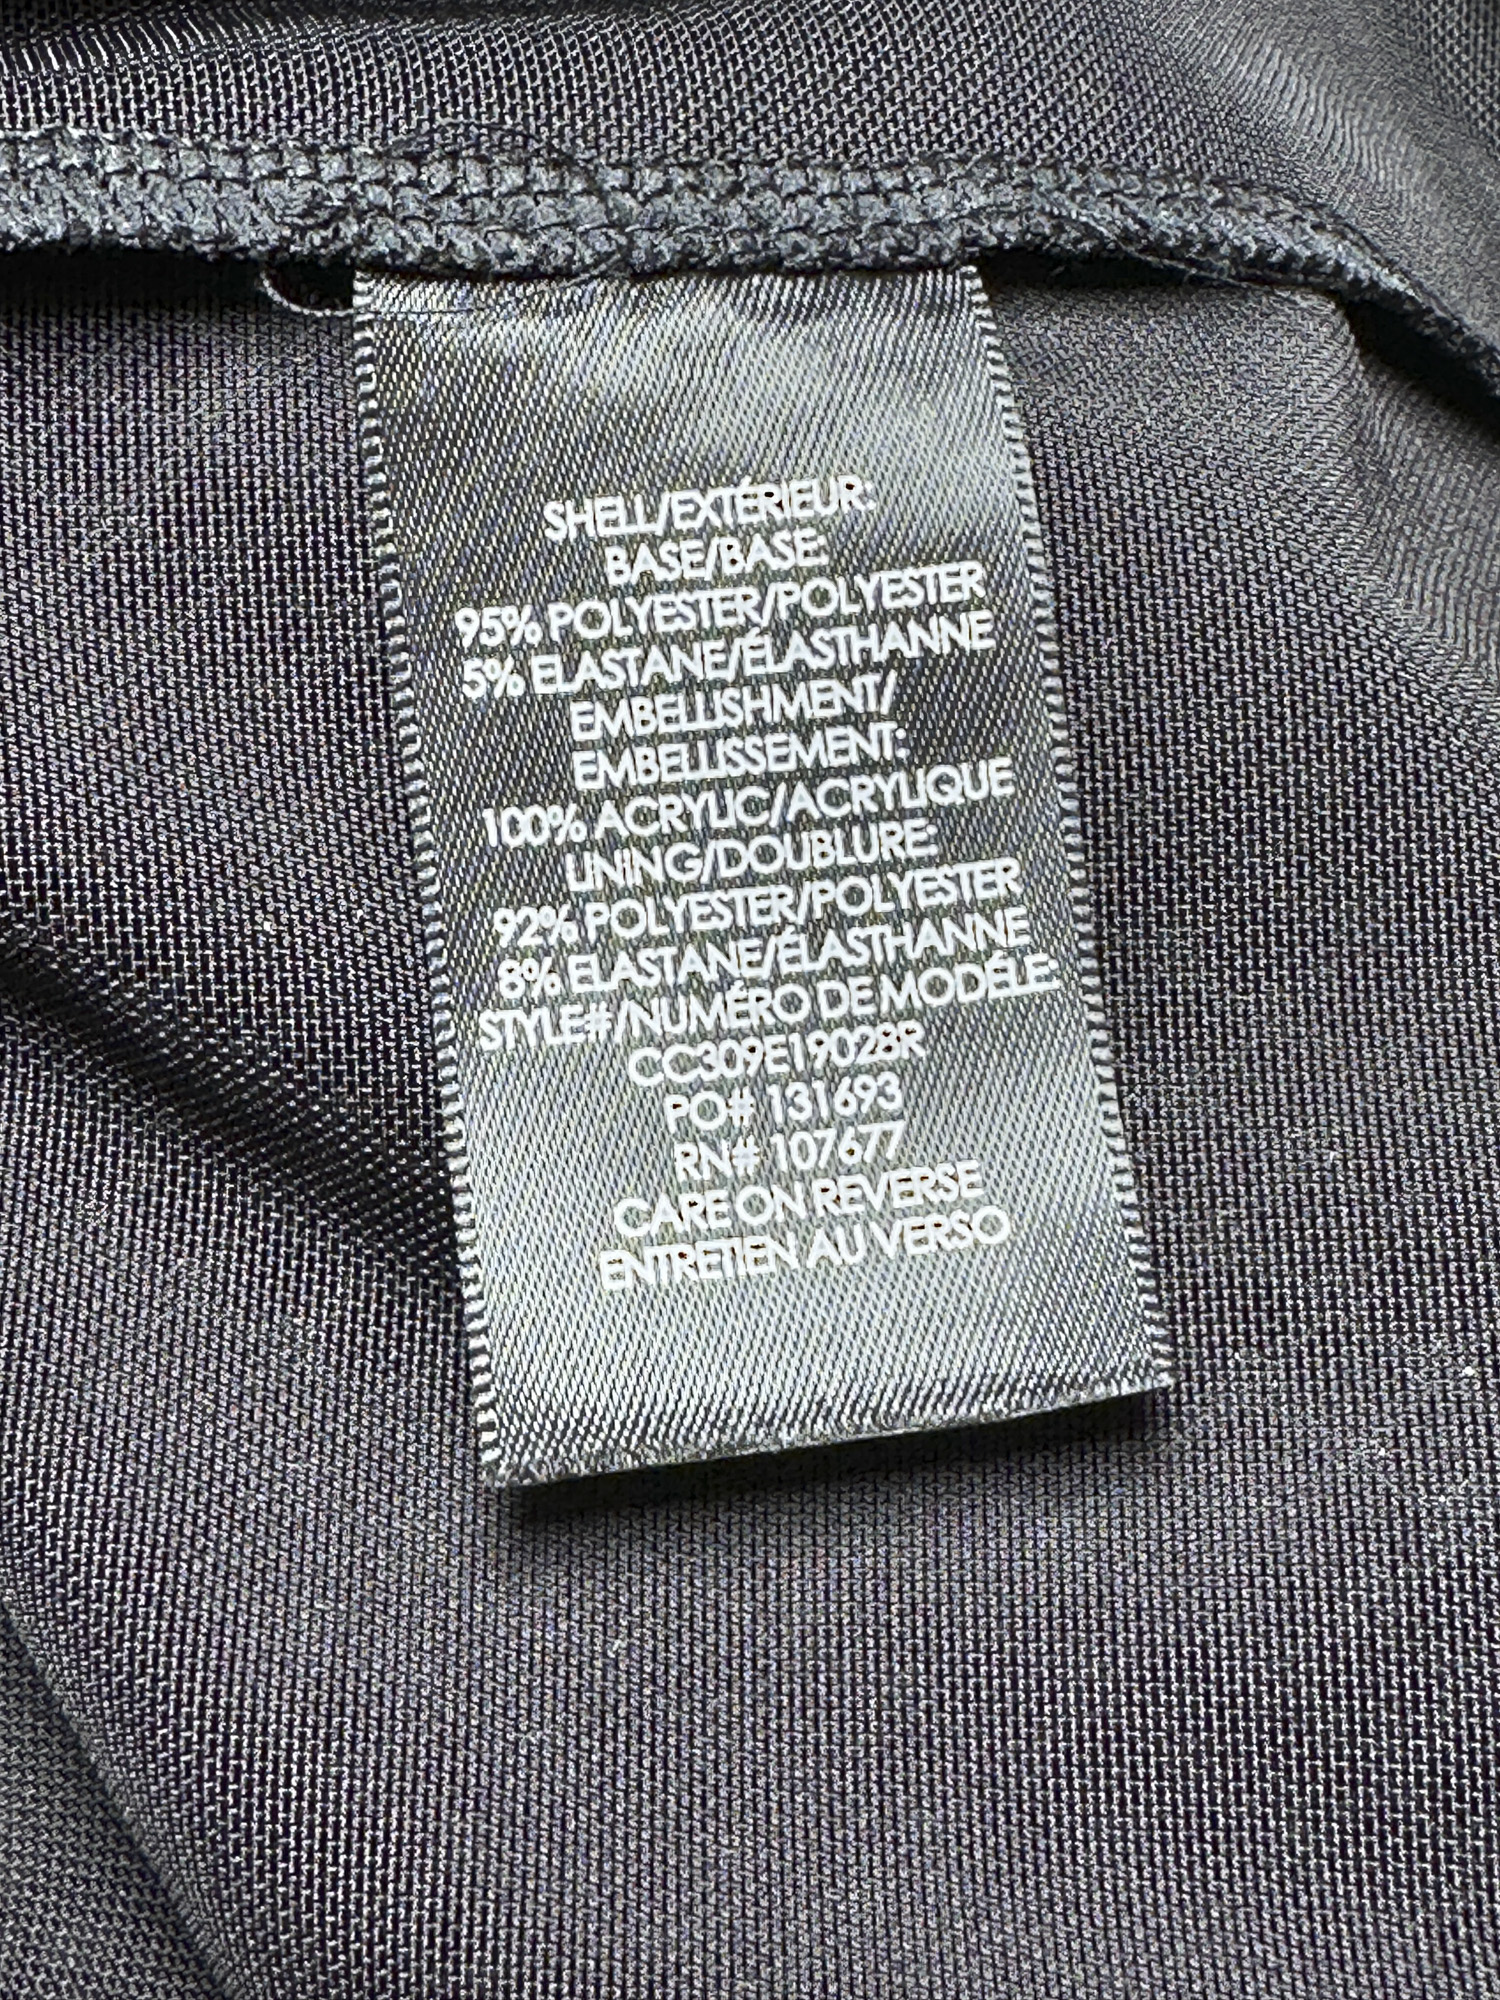 SHELL/EXTÉRIEUR:
BASE/BASE:
95% POLYESTER/POLYESTER
5% ELASTANE/ÉLASTHANNE
EMBELLISHMENT/
EMBELLISSEMENT:
100% ACRYLIC/ACRYLIQUE
LINING/DOUBLURE:
92% POLYESTER/POLYESTER
8% ELASTANE/ÉLASTHANNE
STYLE#/NUMÉRO DE MODÉLE:
CC309E19028R
PO# 131693
RN# 107677
CARE ON REVERSE
ENTRETIEN AU VERSO